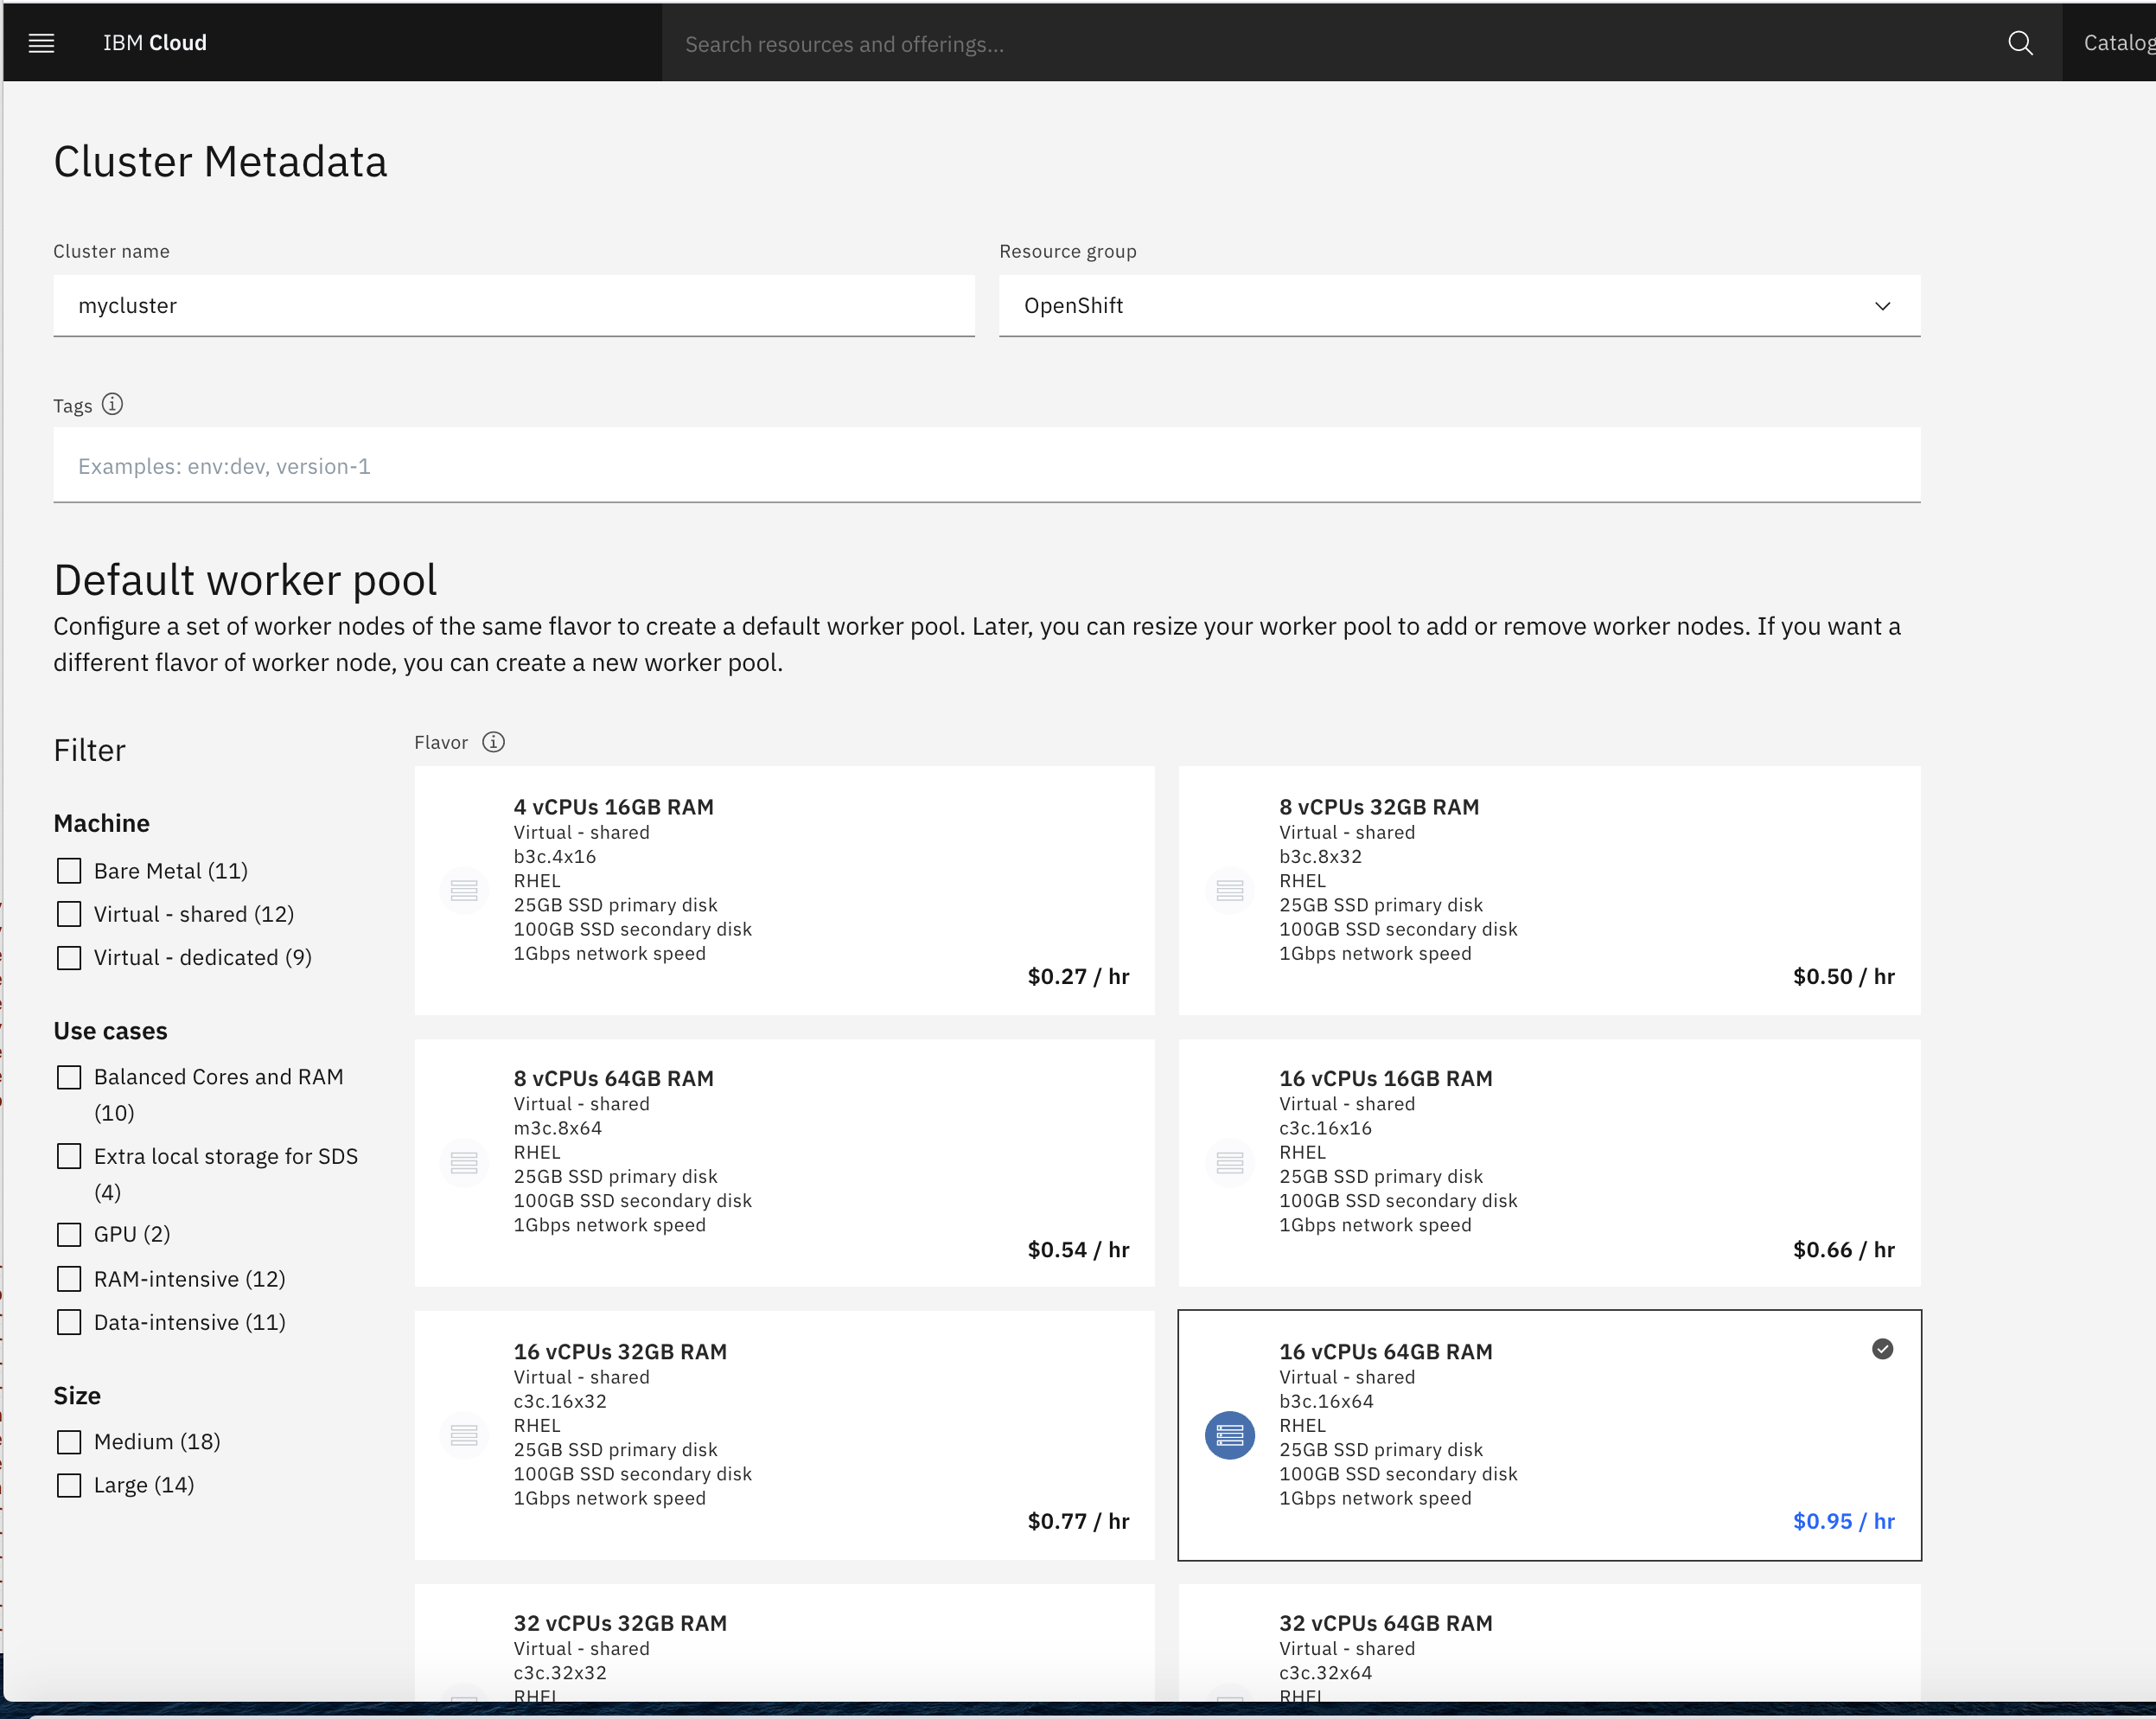 IBM Cloud
Search resources and offerings...
Catalog
Cluster Metadata
Cluster name
Resource group
mycluster
OpenShift
Tags
Examples: env:dev, version-1
Default worker pool
Configure a set of worker nodes of the same flavor to create a default worker pool. Later, you can resize your worker pool to add or remove worker nodes. If you want a
different flavor of worker node, you can create a new worker pool.
Filter
Machine
Bare Metal (11)
Virtual - shared (12)
Virtual - dedicated (9)
Use cases
Balanced Cores and RAM
(10)
Extra local storage for SDS
(4)
GPU (2)
RAM-intensive (12)
Data-intensive (11)
Size
Medium (18)
Large (14)
Flavor
4 vCPUs 16GB RAM
Virtual - shared
b3c.4x16
RHEL
25GB SSD primary disk
100GB SSD secondary disk
1Gbps network speed
$0.27 / hr
8 vCPUs 32GB RAM
Virtual - shared
b3c.8x32
RHEL
25GB SSD primary disk
100GB SSD secondary disk
1Gbps network speed
$0.50 / hr
8 vCPUs 64GB RAM
Virtual - shared
m3c.8x64
RHEL
25GB SSD primary disk
100GB SSD secondary disk
1Gbps network speed
$0.54 / hr
16 vCPUs 16GB RAM
Virtual - shared
c3c.16x16
RHEL
25GB SSD primary disk
100GB SSD secondary disk
1Gbps network speed
$0.66 / hr
16 vCPUs 32GB RAM
Virtual - shared
c3c.16x32
RHEL
25GB SSD primary disk
100GB SSD secondary disk
1Gbps network speed
$0.77 / hr
16 vCPUs 64GB RAM
Virtual - shared
b3c.16x64
RHEL
25GB SSD primary disk
100GB SSD secondary disk
1Gbps network speed
$0.95 / hr
32 vCPUs 32GB RAM
Virtual - shared
c3c.32x32
RHEL
32 vCPUs 64GB RAM
Virtual - shared
c3c.32x64
RHEL